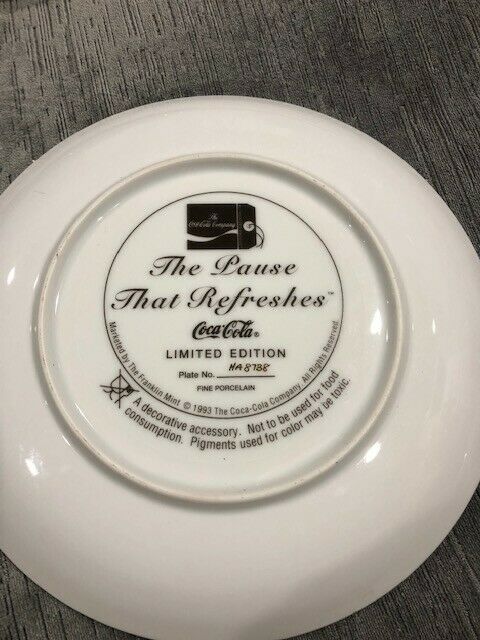 The
Coca-Cola Company
The Pause
That Refreshes™
Coca-Cola®
LIMITED EDITION
Plate No. HA8738
FINE PORCELAIN
Marketed by The Franklin Mint. © 1993 The Coca-Cola Company. All Rights Reserved.
A decorative accessory. Not to be used for food
consumption. Pigments used for color may be toxic.